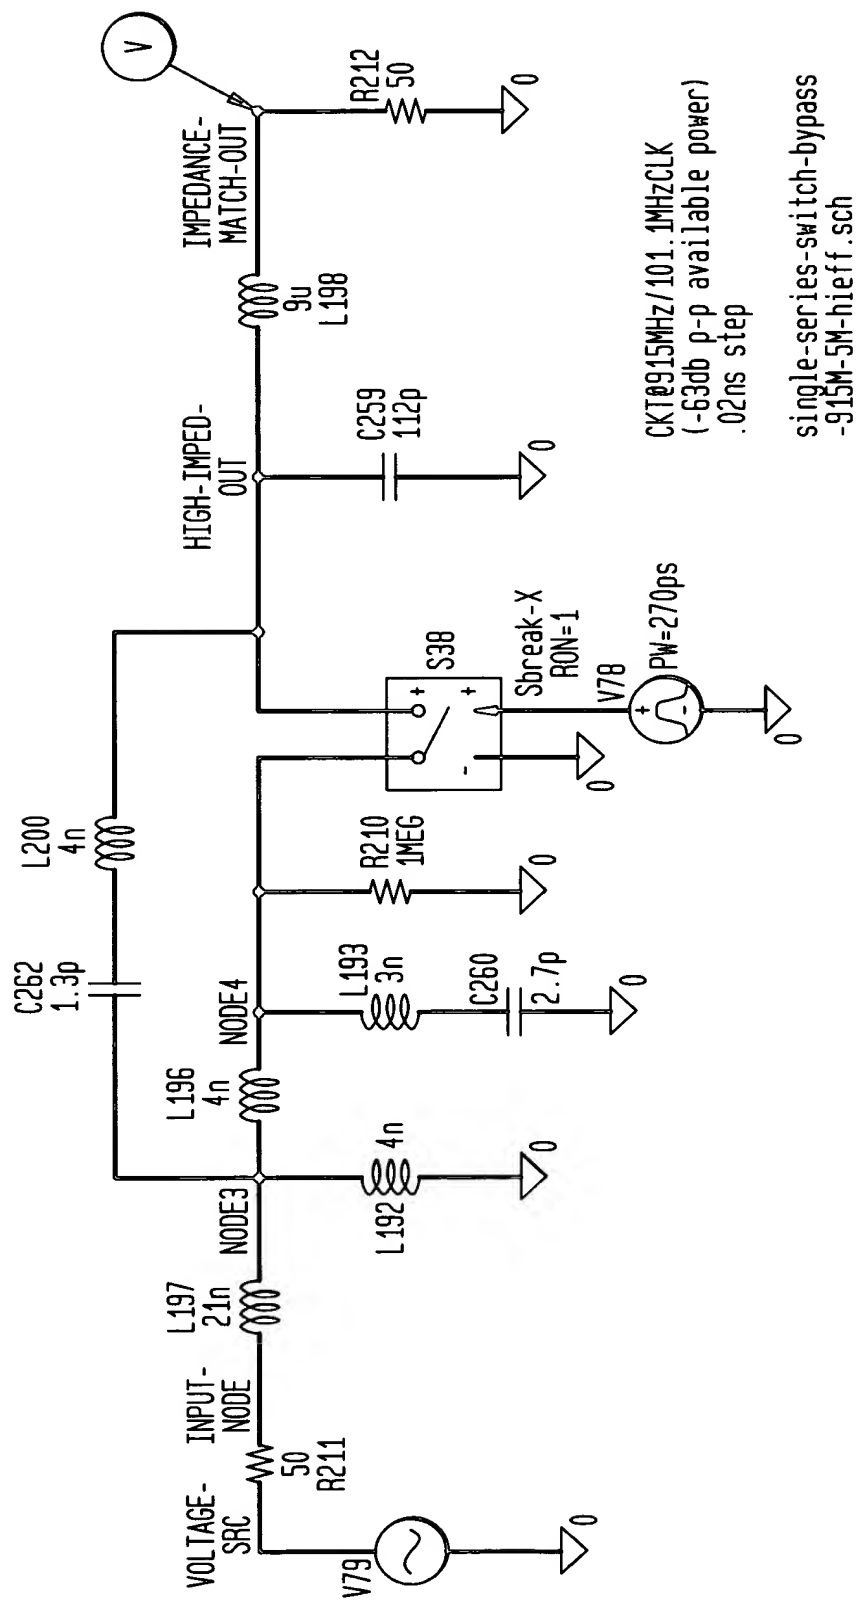 VOLTAGE-
SRC
V79
0
50
R211
INPUT-
NODE
L197
21n
NODE3
L192
4n
0
L196
4n
NODE4
C262
1.3p
L200
4n
L193
3n
C260
2.7p
0
R210
1MEG
0
S38
+
+
-
0
Sbreak-X
RON=1
V78
+
-
PW=270ps
0
HIGH-IMPED-
OUT
C259
112p
0
9u
L198
IMPEDANCE-
MATCH-OUT
V
R212
50
0
CKT@915MHz/101.1MHzCLK
(-63db p-p available power)
.02ns step
single-series-switch-bypass
-915M-5M-hieff.sch